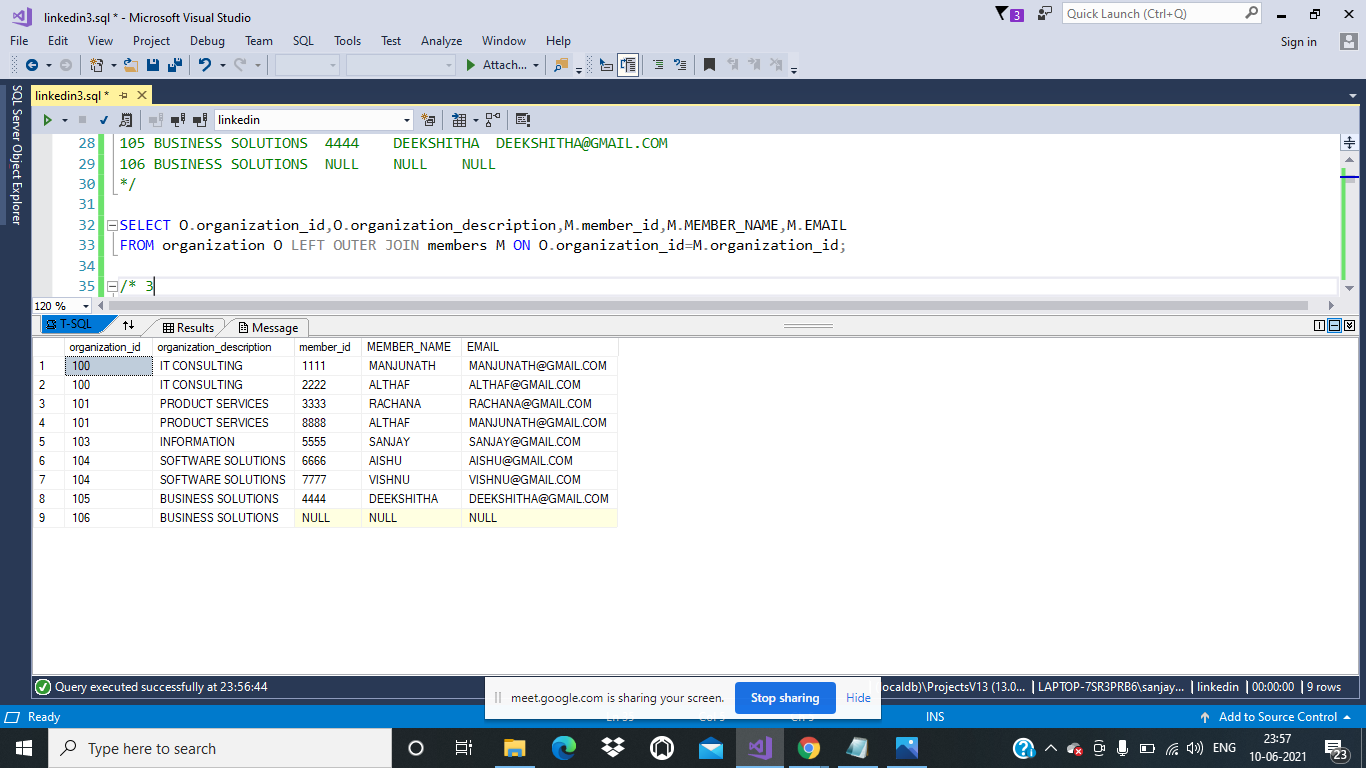 linkedin3.sql * - Microsoft Visual Studio
3
Quick Launch (Ctrl+Q)
File Edit View Project Debug Team SQL Tools Test Analyze Window Help
Sign in
Attach...
SQL Server Object Explorer
linkedin3.sql *
linkedin
28 105 BUSINESS SOLUTIONS 4444 DEEKSHITHA DEEKSHITHA@GMAIL.COM
29 106 BUSINESS SOLUTIONS NULL NULL NULL
30 */
31
32 SELECT O.organization_id,O.organization_description,M.member_id,M.MEMBER_NAME,M.EMAIL
33 FROM organization O LEFT OUTER JOIN members M ON O.organization_id=M.organization_id;
34
35 /* 3
120 %
T-SQL Results Message
organization_id organization_description member_id MEMBER_NAME EMAIL
1 100 IT CONSULTING 1111 MANJUNATH MANJUNATH@GMAIL.COM
2 100 IT CONSULTING 2222 ALTHAF ALTHAF@GMAIL.COM
3 101 PRODUCT SERVICES 3333 RACHANA RACHANA@GMAIL.COM
4 101 PRODUCT SERVICES 8888 ALTHAF MANJUNATH@GMAIL.COM
5 103 INFORMATION 5555 SANJAY SANJAY@GMAIL.COM
6 104 SOFTWARE SOLUTIONS 6666 AISHU AISHU@GMAIL.COM
7 104 SOFTWARE SOLUTIONS 7777 VISHNU VISHNU@GMAIL.COM
8 105 BUSINESS SOLUTIONS 4444 DEEKSHITHA DEEKSHITHA@GMAIL.COM
9 106 BUSINESS SOLUTIONS NULL NULL NULL
Query executed successfully at 23:56:44
ocaldb)\ProjectsV13 (13.0... LAPTOP-7SR3PRB6\sanjay... linkedin 00:00:00 9 rows
meet.google.com is sharing your screen. Stop sharing Hide
Ready
INS
Add to Source Control
Type here to search
ENG
23:57
10-06-2021
23